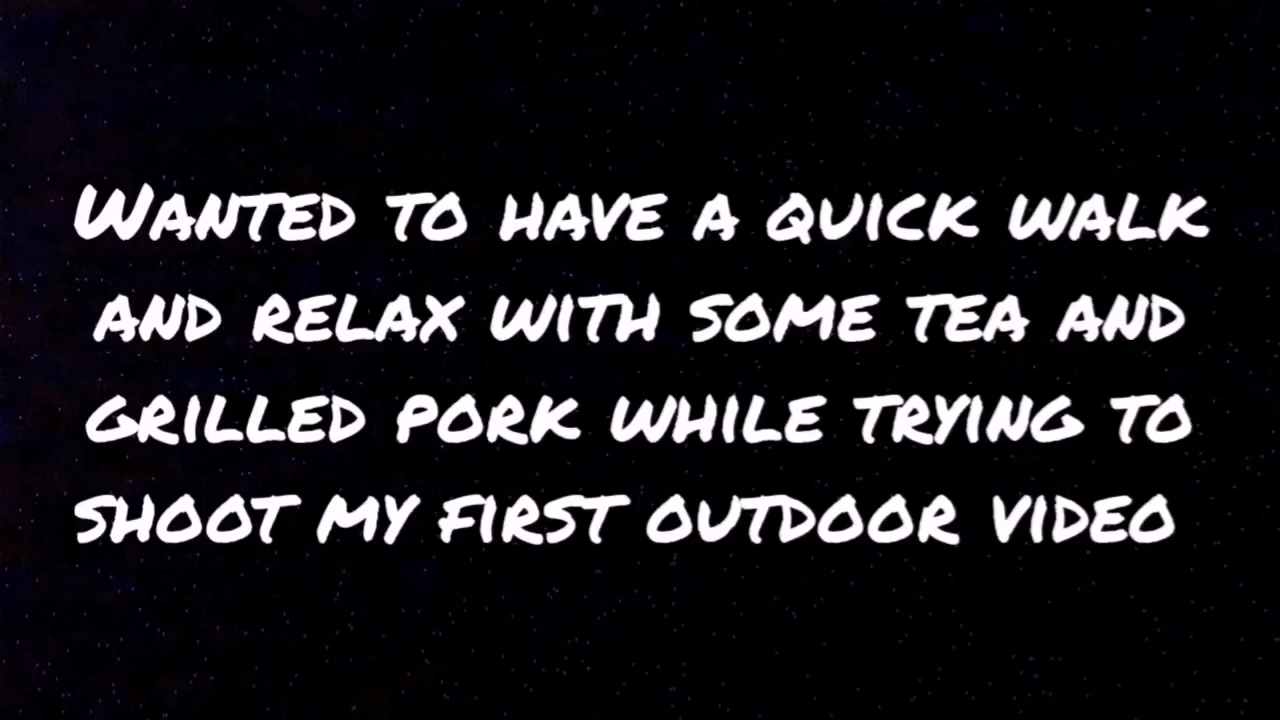 Wanted to have a quick walk
and relax with some tea and
grilled pork while trying to
shoot my first outdoor video